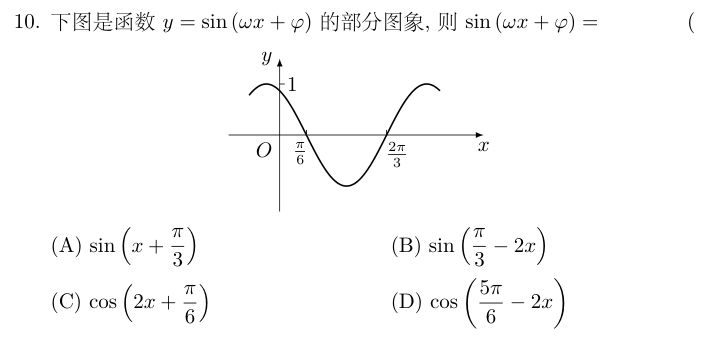 10. 下图是函数 y = sin (ωx + φ) 的部分图象, 则 sin (ωx + φ) = (
y
1
O π/6 2π/3 x
(A) sin (x + π/3) (B) sin (π/3 − 2x)
(C) cos (2x + π/6) (D) cos (5π/6 − 2x)